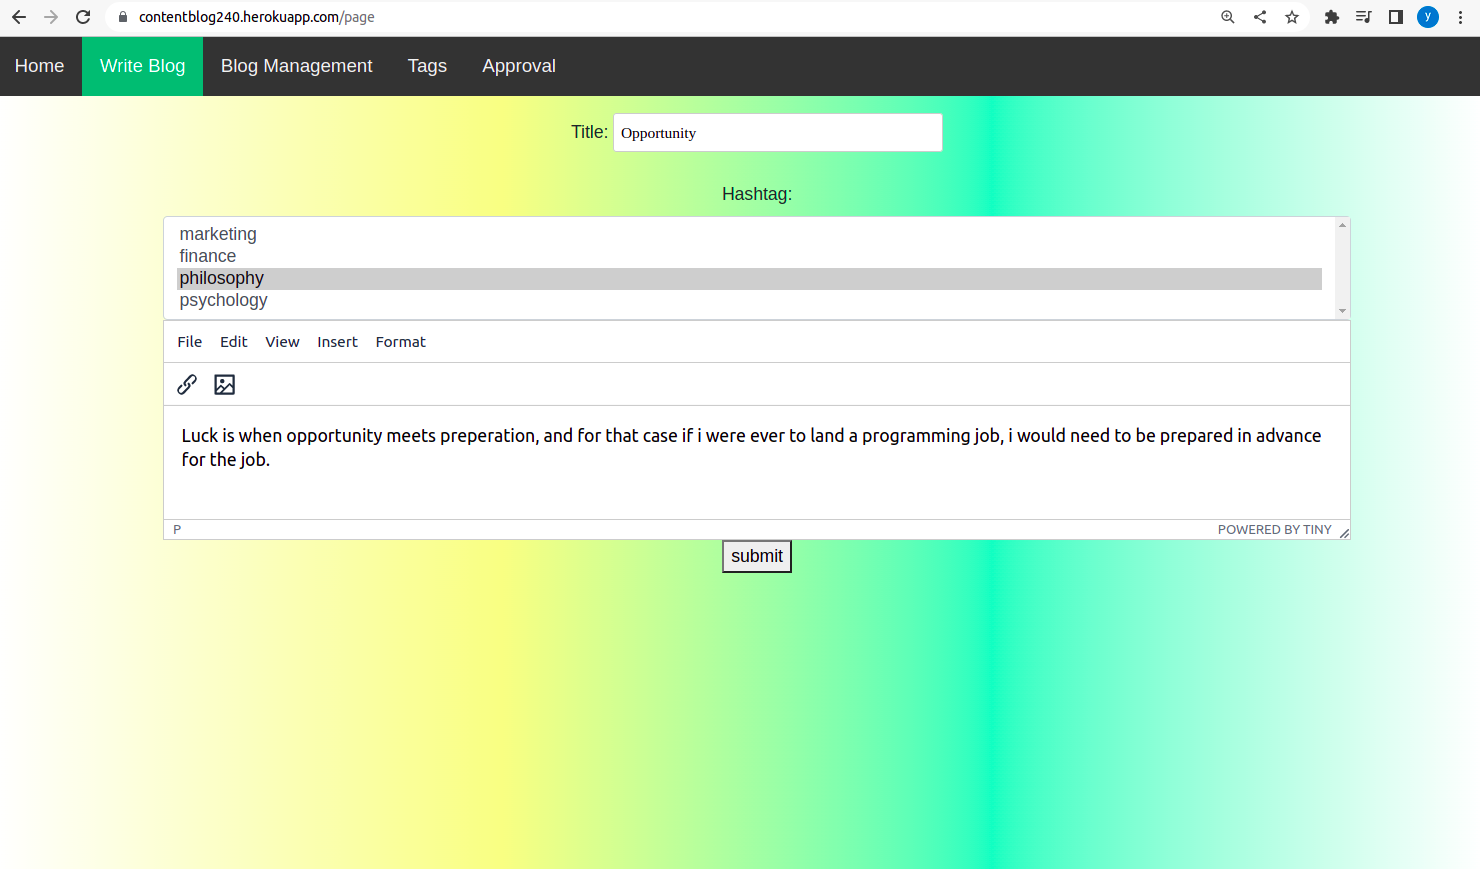 contentblog240.herokuapp.com/page
y
Home Write Blog Blog Management Tags Approval
Title: Opportunity
Hashtag:
marketing
finance
philosophy
psychology
File Edit View Insert Format
Luck is when opportunity meets preperation, and for that case if i were ever to land a programming job, i would need to be prepared in advance
for the job.
P POWERED BY TINY
submit